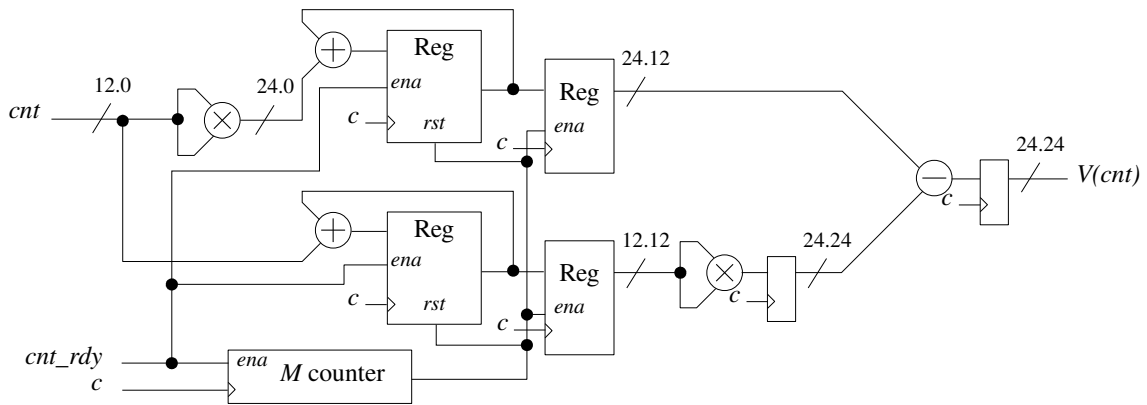 Reg
24.12
12.0
24.0
ena
Reg
cnt
c
rst
ena
c
24.24
V(cnt)
c
Reg
12.12
24.24
ena
Reg
c
rst
ena
c
c
cnt_rdy
ena
M counter
c